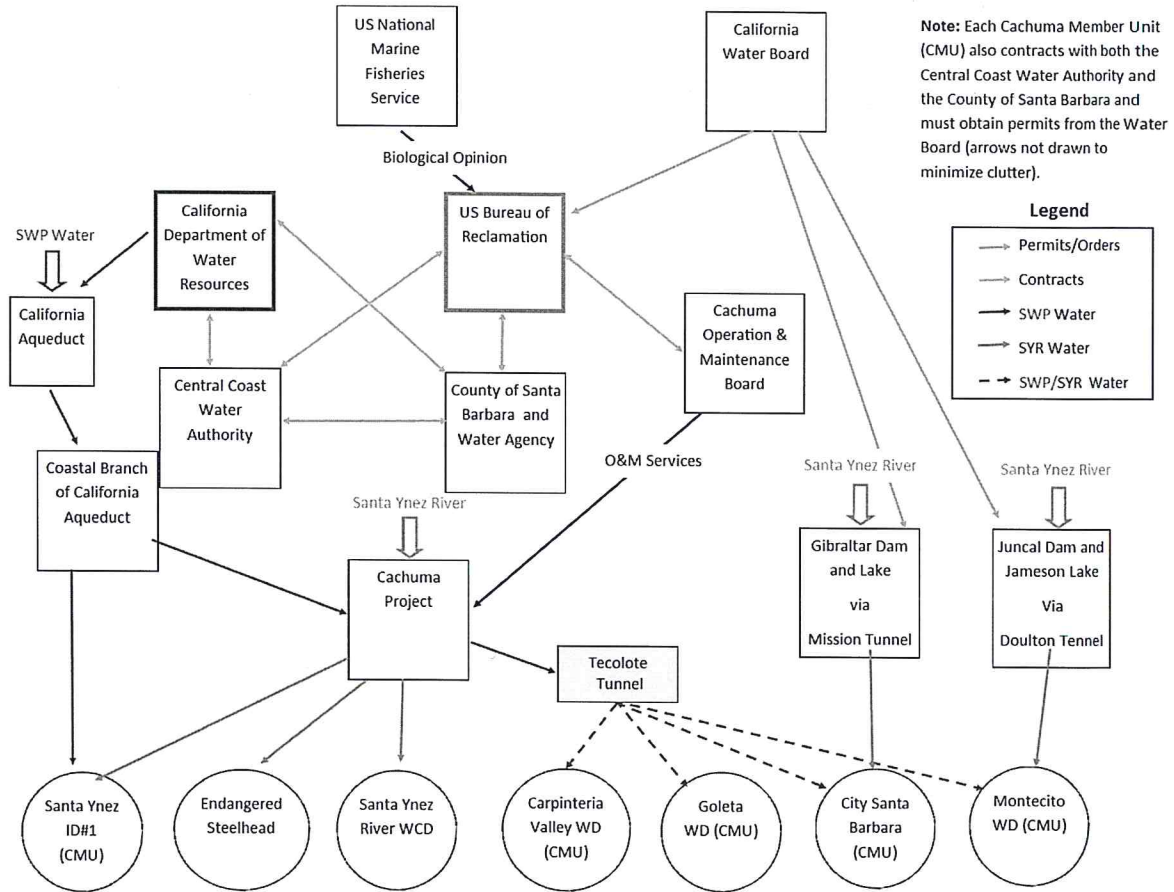 US National
Marine
Fisheries
Service
California
Water Board
Note: Each Cachuma Member Unit
(CMU) also contracts with both the
Central Coast Water Authority and
the County of Santa Barbara and
must obtain permits from the Water
Board (arrows not drawn to
minimize clutter).
Biological Opinion
Legend
Permits/Orders
Contracts
SWP Water
SYR Water
SWP/SYR Water
SWP Water
California
Department of
Water
Resources
US Bureau of
Reclamation
California
Aqueduct
Cachuma
Operation &
Maintenance
Board
Central Coast
Water
Authority
County of Santa
Barbara and
Water Agency
Coastal Branch
of California
Aqueduct
O&M Services
Santa Ynez River
Santa Ynez River
Santa Ynez River
Cachuma
Project
Gibraltar Dam
and Lake
via
Mission Tunnel
Juncal Dam and
Jameson Lake
Via
Doulton Tennel
Tecolote
Tunnel
Santa Ynez
ID#1
(CMU)
Endangered
Steelhead
Santa Ynez
River WCD
Carpinteria
Valley WD
(CMU)
Goleta
WD (CMU)
City Santa
Barbara
(CMU)
Montecito
WD (CMU)